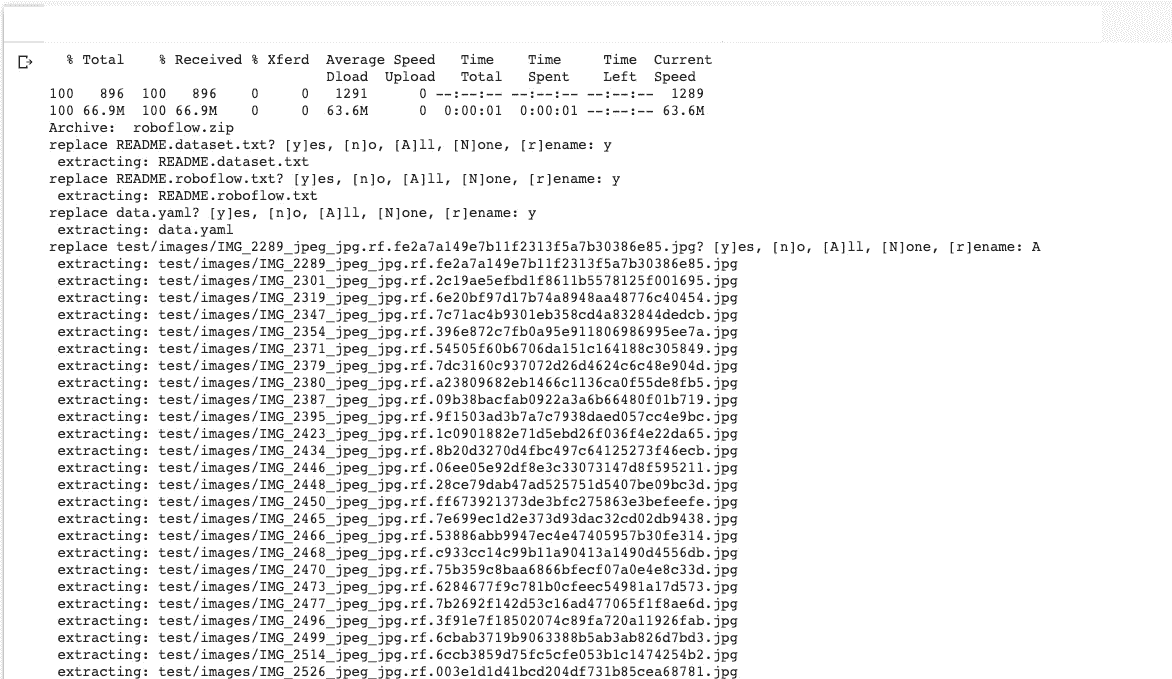 % Total % Received % Xferd Average Speed Time Time Time Current
Dload Upload Total Spent Left Speed
100 896 100 896 0 0 1291 0 --:--:-- --:--:-- --:--:-- 1289
100 66.9M 100 66.9M 0 0 63.6M 0 0:00:01 0:00:01 --:--:-- 63.6M
Archive: roboflow.zip
replace README.dataset.txt? [y]es, [n]o, [A]ll, [N]one, [r]ename: y
extracting: README.dataset.txt
replace README.roboflow.txt? [y]es, [n]o, [A]ll, [N]one, [r]ename: y
extracting: README.roboflow.txt
replace data.yaml? [y]es, [n]o, [A]ll, [N]one, [r]ename: y
extracting: data.yaml
replace test/images/IMG_2289_jpeg_jpg.rf.fe2a7a149e7b11f2313f5a7b30386e85.jpg? [y]es, [n]o, [A]ll, [N]one, [r]ename: A
extracting: test/images/IMG_2289_jpeg_jpg.rf.fe2a7a149e7b11f2313f5a7b30386e85.jpg
extracting: test/images/IMG_2301_jpeg_jpg.rf.2c19ae5efbd1f8611b5578125f001695.jpg
extracting: test/images/IMG_2319_jpeg_jpg.rf.6e20bf97d17b74a8948aa48776c40454.jpg
extracting: test/images/IMG_2347_jpeg_jpg.rf.7c71ac4b9301eb358cd4a832844dedcb.jpg
extracting: test/images/IMG_2354_jpeg_jpg.rf.396e872c7fb0a95e911806986995ee7a.jpg
extracting: test/images/IMG_2371_jpeg_jpg.rf.54505f60b6706da151c164188c305849.jpg
extracting: test/images/IMG_2379_jpeg_jpg.rf.7dc3160c937072d26d4624c6c48e904d.jpg
extracting: test/images/IMG_2380_jpeg_jpg.rf.a23809682eb1466c1136ca0f55de8fb5.jpg
extracting: test/images/IMG_2387_jpeg_jpg.rf.09b38bacfab0922a3a6b66480f01b719.jpg
extracting: test/images/IMG_2395_jpeg_jpg.rf.9f1503ad3b7a7c7938daed057cc4e9bc.jpg
extracting: test/images/IMG_2423_jpeg_jpg.rf.1c0901882e71d5ebd26f036f4e22da65.jpg
extracting: test/images/IMG_2434_jpeg_jpg.rf.8b20d3270d4fbc497c64125273f46ecb.jpg
extracting: test/images/IMG_2446_jpeg_jpg.rf.06ee05e92df8e3c33073147d8f595211.jpg
extracting: test/images/IMG_2448_jpeg_jpg.rf.28ce79dab47ad525751d5407be09bc3d.jpg
extracting: test/images/IMG_2450_jpeg_jpg.rf.ff673921373de3bfc275863e3befeefe.jpg
extracting: test/images/IMG_2465_jpeg_jpg.rf.7e699ec1d2e373d93dac32cd02db9438.jpg
extracting: test/images/IMG_2466_jpeg_jpg.rf.53886abb9947ec4e47405957b30fe314.jpg
extracting: test/images/IMG_2468_jpeg_jpg.rf.c933cc14c99b11a90413a1490d4556db.jpg
extracting: test/images/IMG_2470_jpeg_jpg.rf.75b359c8baa6866bfecf07a0e4e8c33d.jpg
extracting: test/images/IMG_2473_jpeg_jpg.rf.6284677f9c781b0cfeec54981a17d573.jpg
extracting: test/images/IMG_2477_jpeg_jpg.rf.7b2692f142d53c16ad477065f1f8ae6d.jpg
extracting: test/images/IMG_2496_jpeg_jpg.rf.3f91e7f18502074c89fa720a11926fab.jpg
extracting: test/images/IMG_2499_jpeg_jpg.rf.6cbab3719b9063388b5ab3ab826d7bd3.jpg
extracting: test/images/IMG_2514_jpeg_jpg.rf.6ccb3859d75fc5cfe053b1c1474254b2.jpg
extracting: test/images/IMG_2526_jpeg_jpg.rf.003e1d1d41bcd204df731b85cea68781.jpg